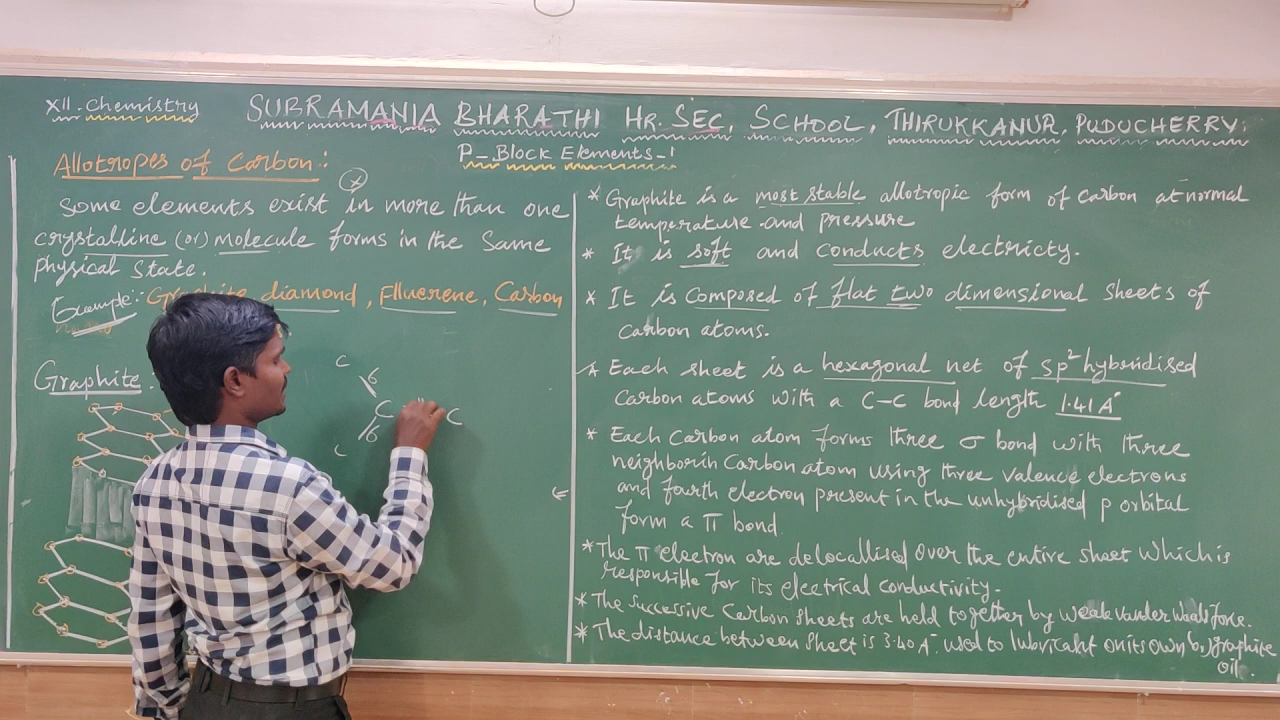 XII. Chemistry
SUBRAMANIA BHARATHI HR. SEC. SCHOOL, THIRUKKANUR, PUDUCHERRY.
P-Block Elements-1
Allotropes of Carbon:
Some elements exist in more than one
crystalline (or) molecule forms in the Same
physical State.
Example:- Graphite, diamond, Flluerene, Carbon
Graphite.
C
6
C C
6
C
* Graphite is a most stable allotropic form of carbon at normal
temperature and pressure
* It is soft and conducts electricty.
* It is composed of flat two dimensional sheets of
carbon atoms.
* Each sheet is a hexagonal net of sp² hybridised
Carbon atoms with a C-C bond length 1.41 A°
* Each Carbon atom forms three σ bond with three
neighborin Carbon atom using three valence electrons
and fourth electron present in the unhybridised p orbital
form a π bond.
* The π electron are delocallised over the entire sheet which is
responsible for its electrical conductivity.
* The successive Carbon sheets are held together by weak vander waals force.
* The distance between sheet is 3.40 A° used to lubricant on its own (or) graphite
oil.